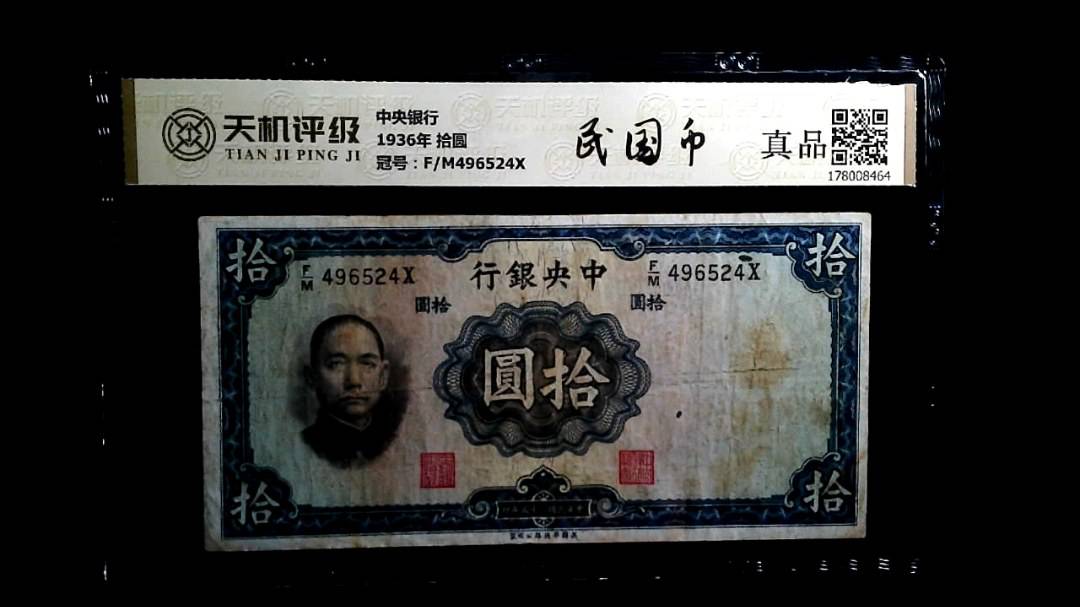 天机评级
TIAN JI PING JI
中央银行
1936年 拾圆
冠号：F/M496524X
民国币
真品
178008464
拾
拾
F/M 496524X
行銀央中
F/M 496524X
圓拾
圓拾
圓拾
拾
拾